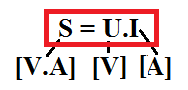 S = U.I
[V.A] [V] [A]